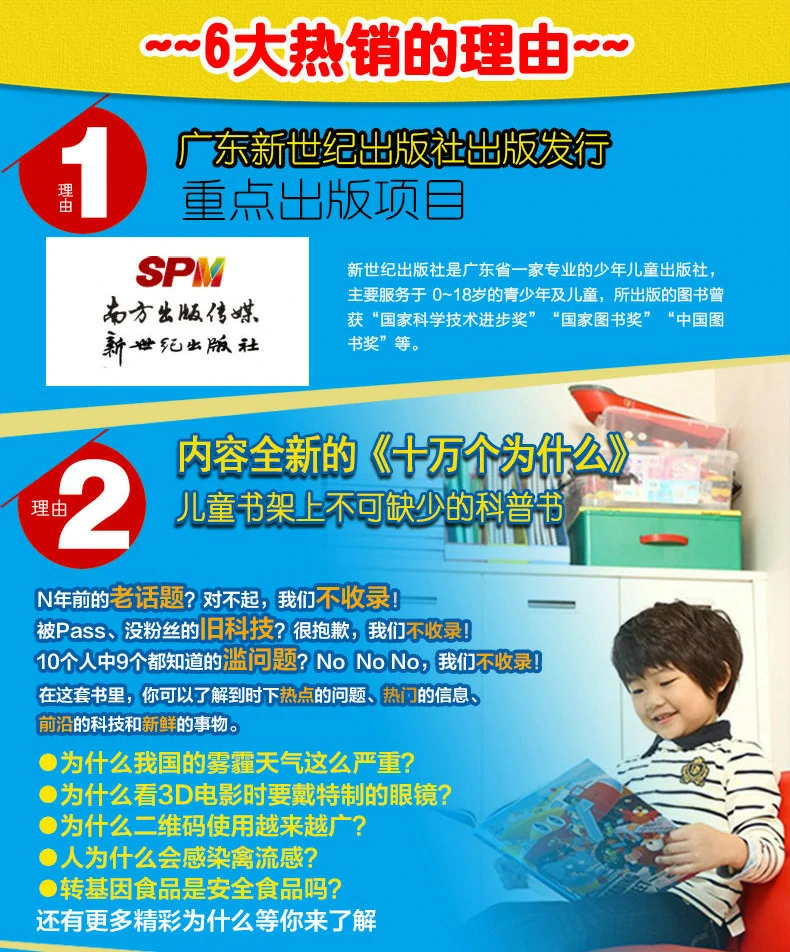 ~~6大热销的理由~~
理由
1
广东新世纪出版社出版发行
重点出版项目
SPM
南方出版传媒
新世纪出版社
新世纪出版社是广东省一家专业的少年儿童出版社，
主要服务于 0~18岁的青少年及儿童，所出版的图书曾
获“国家科学技术进步奖”“国家图书奖”“中国图
书奖”等。
理由
2
内容全新的《十万个为什么》
儿童书架上不可缺少的科普书
N年前的老话题？对不起，我们不收录！
被Pass、没粉丝的旧科技？很抱歉，我们不收录！
10个人中9个都知道的滥问题？No No No，我们不收录！
在这套书里，你可以了解到时下热点的问题、热门的信息、
前沿的科技和新鲜的事物。
●为什么我国的雾霾天气这么严重？
●为什么看3D电影时要戴特制的眼镜？
●为什么二维码使用越来越广？
●人为什么会感染禽流感？
●转基因食品是安全食品吗？
还有更多精彩为什么等你来了解